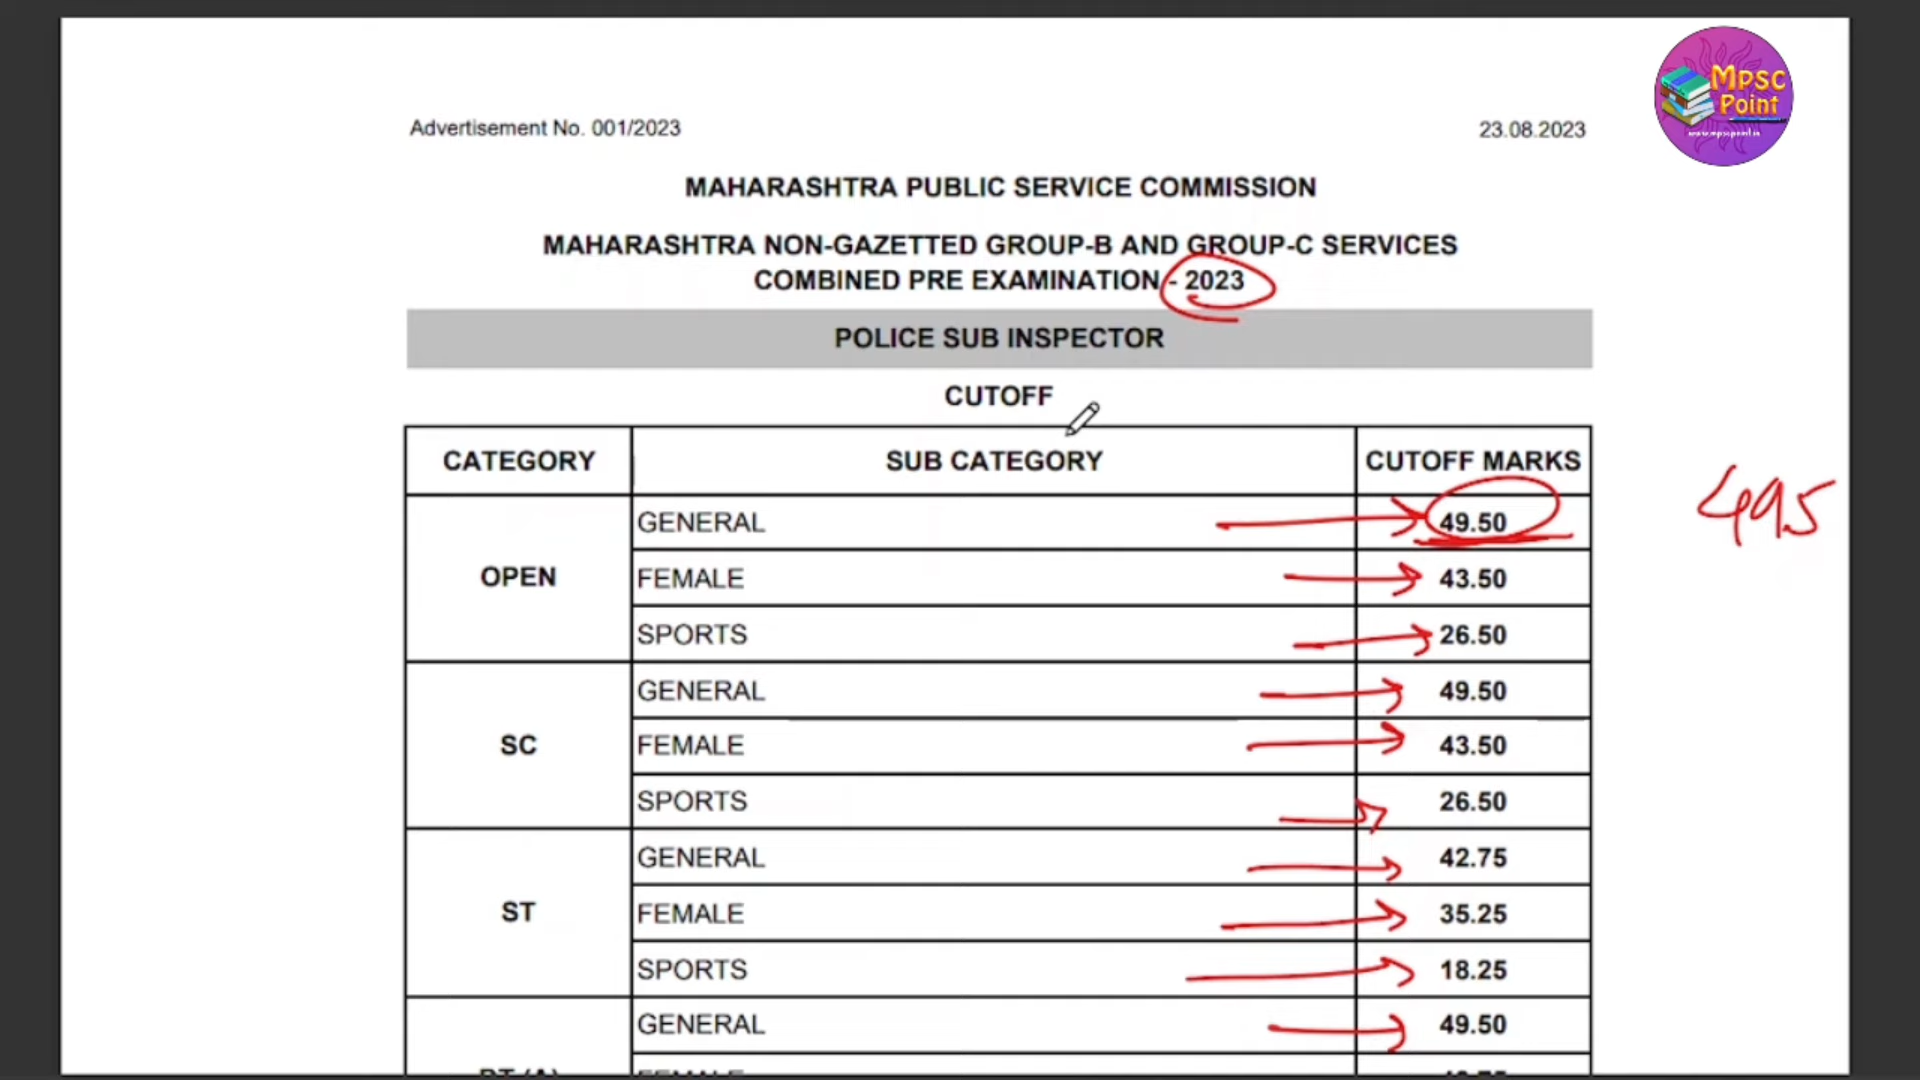 Mpsc
Point
www.mpscpoint.in
Advertisement No. 001/2023 23.08.2023
MAHARASHTRA PUBLIC SERVICE COMMISSION
MAHARASHTRA NON-GAZETTED GROUP-B AND GROUP-C SERVICES
COMBINED PRE EXAMINATION - 2023
POLICE SUB INSPECTOR
CUTOFF
CATEGORY SUB CATEGORY CUTOFF MARKS
OPEN
GENERAL 49.50
49.5
FEMALE 43.50
SPORTS 26.50
SC
GENERAL 49.50
FEMALE 43.50
SPORTS 26.50
ST
GENERAL 42.75
FEMALE 35.25
SPORTS 18.25
GENERAL 49.50